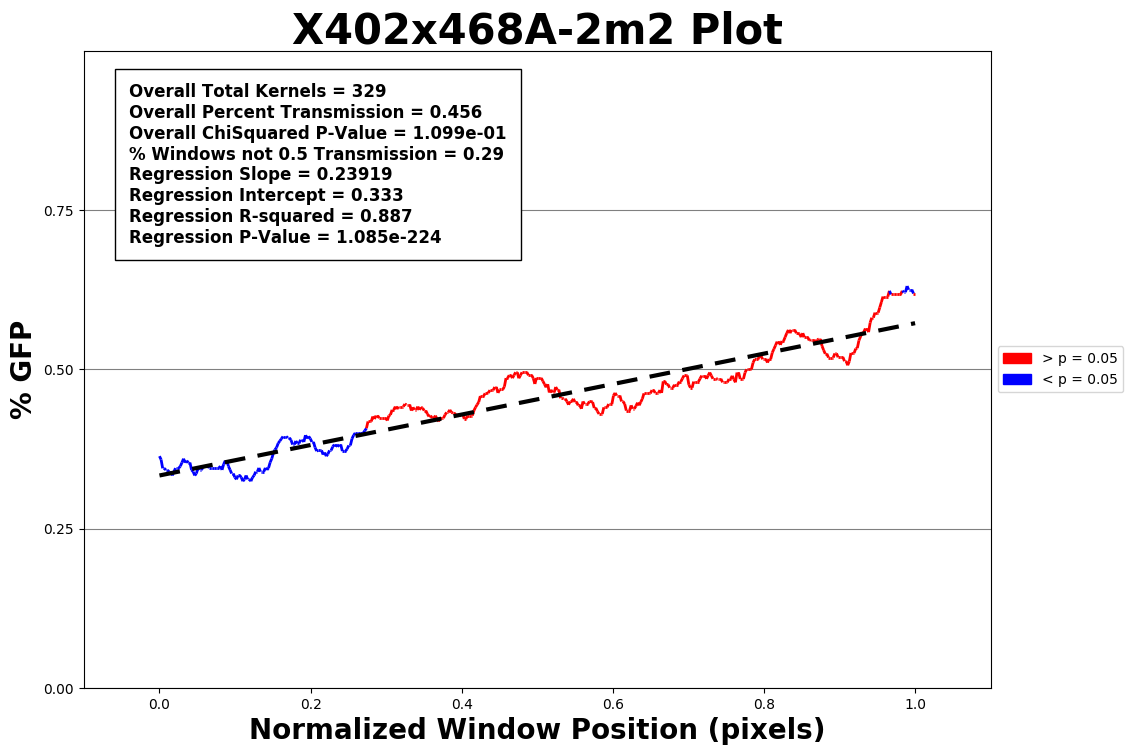 X402x468A-2m2 Plot
Overall Total Kernels = 329
Overall Percent Transmission = 0.456
Overall ChiSquared P-Value = 1.099e-01
% Windows not 0.5 Transmission = 0.29
Regression Slope = 0.23919
Regression Intercept = 0.333
Regression R-squared = 0.887
Regression P-Value = 1.085e-224
% GFP
0.75
0.50
0.25
0.00
0.0 0.2 0.4 0.6 0.8 1.0
Normalized Window Position (pixels)
> p = 0.05
< p = 0.05